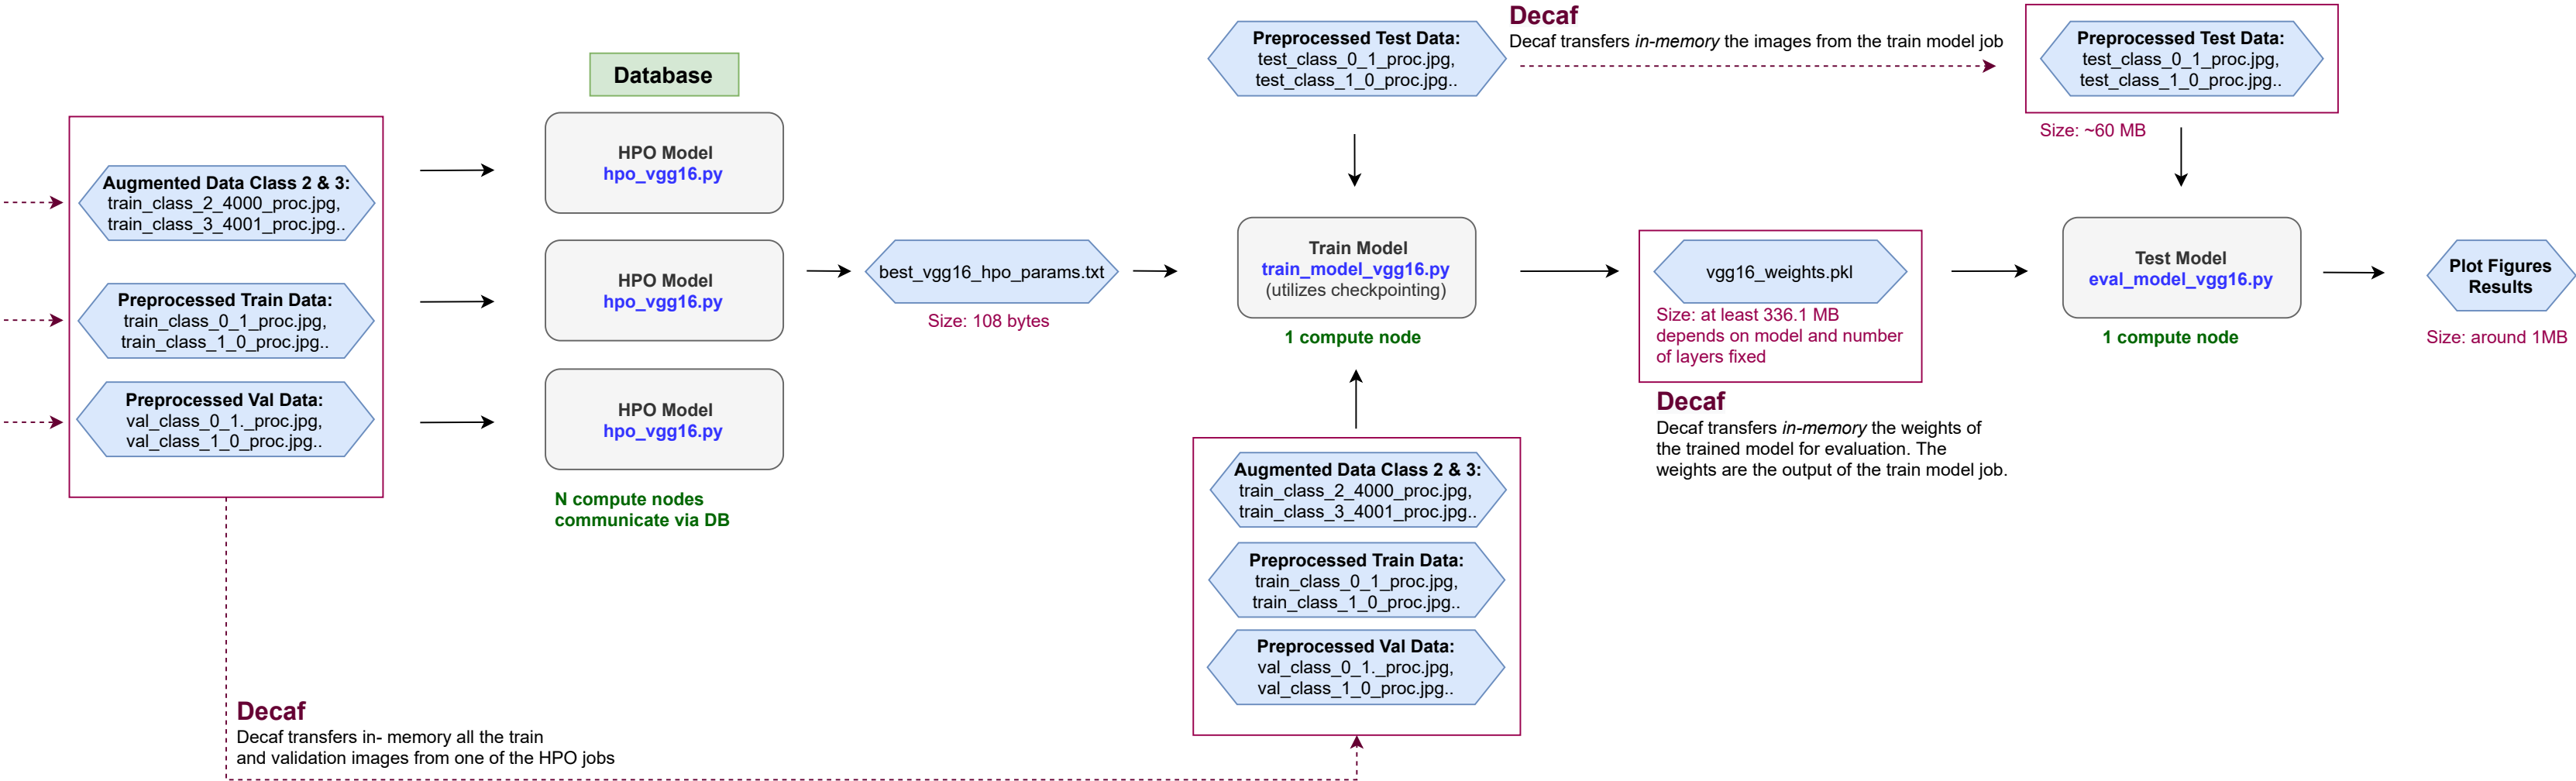 Augmented Data Class 2 & 3:
train_class_2_4000_proc.jpg,
train_class_3_4001_proc.jpg..
Preprocessed Train Data:
train_class_0_1_proc.jpg,
train_class_1_0_proc.jpg..
Preprocessed Val Data:
val_class_0_1._proc.jpg,
val_class_1_0_proc.jpg..
Decaf
Decaf transfers in- memory all the train
and validation images from one of the HPO jobs
Database
HPO Model
hpo_vgg16.py
HPO Model
hpo_vgg16.py
HPO Model
hpo_vgg16.py
N compute nodes
communicate via DB
best_vgg16_hpo_params.txt
Size: 108 bytes
Preprocessed Test Data:
test_class_0_1_proc.jpg,
test_class_1_0_proc.jpg..
Train Model
train_model_vgg16.py
(utilizes checkpointing)
1 compute node
Augmented Data Class 2 & 3:
train_class_2_4000_proc.jpg,
train_class_3_4001_proc.jpg..
Preprocessed Train Data:
train_class_0_1_proc.jpg,
train_class_1_0_proc.jpg..
Preprocessed Val Data:
val_class_0_1._proc.jpg,
val_class_1_0_proc.jpg..
Decaf
Decaf transfers in-memory the images from the train model job
vgg16_weights.pkl
Size: at least 336.1 MB
depends on model and number
of layers fixed
Decaf
Decaf transfers in-memory the weights of
the trained model for evaluation. The
weights are the output of the train model job.
Preprocessed Test Data:
test_class_0_1_proc.jpg,
test_class_1_0_proc.jpg..
Size: ~60 MB
Test Model
eval_model_vgg16.py
1 compute node
Plot Figures
Results
Size: around 1MB